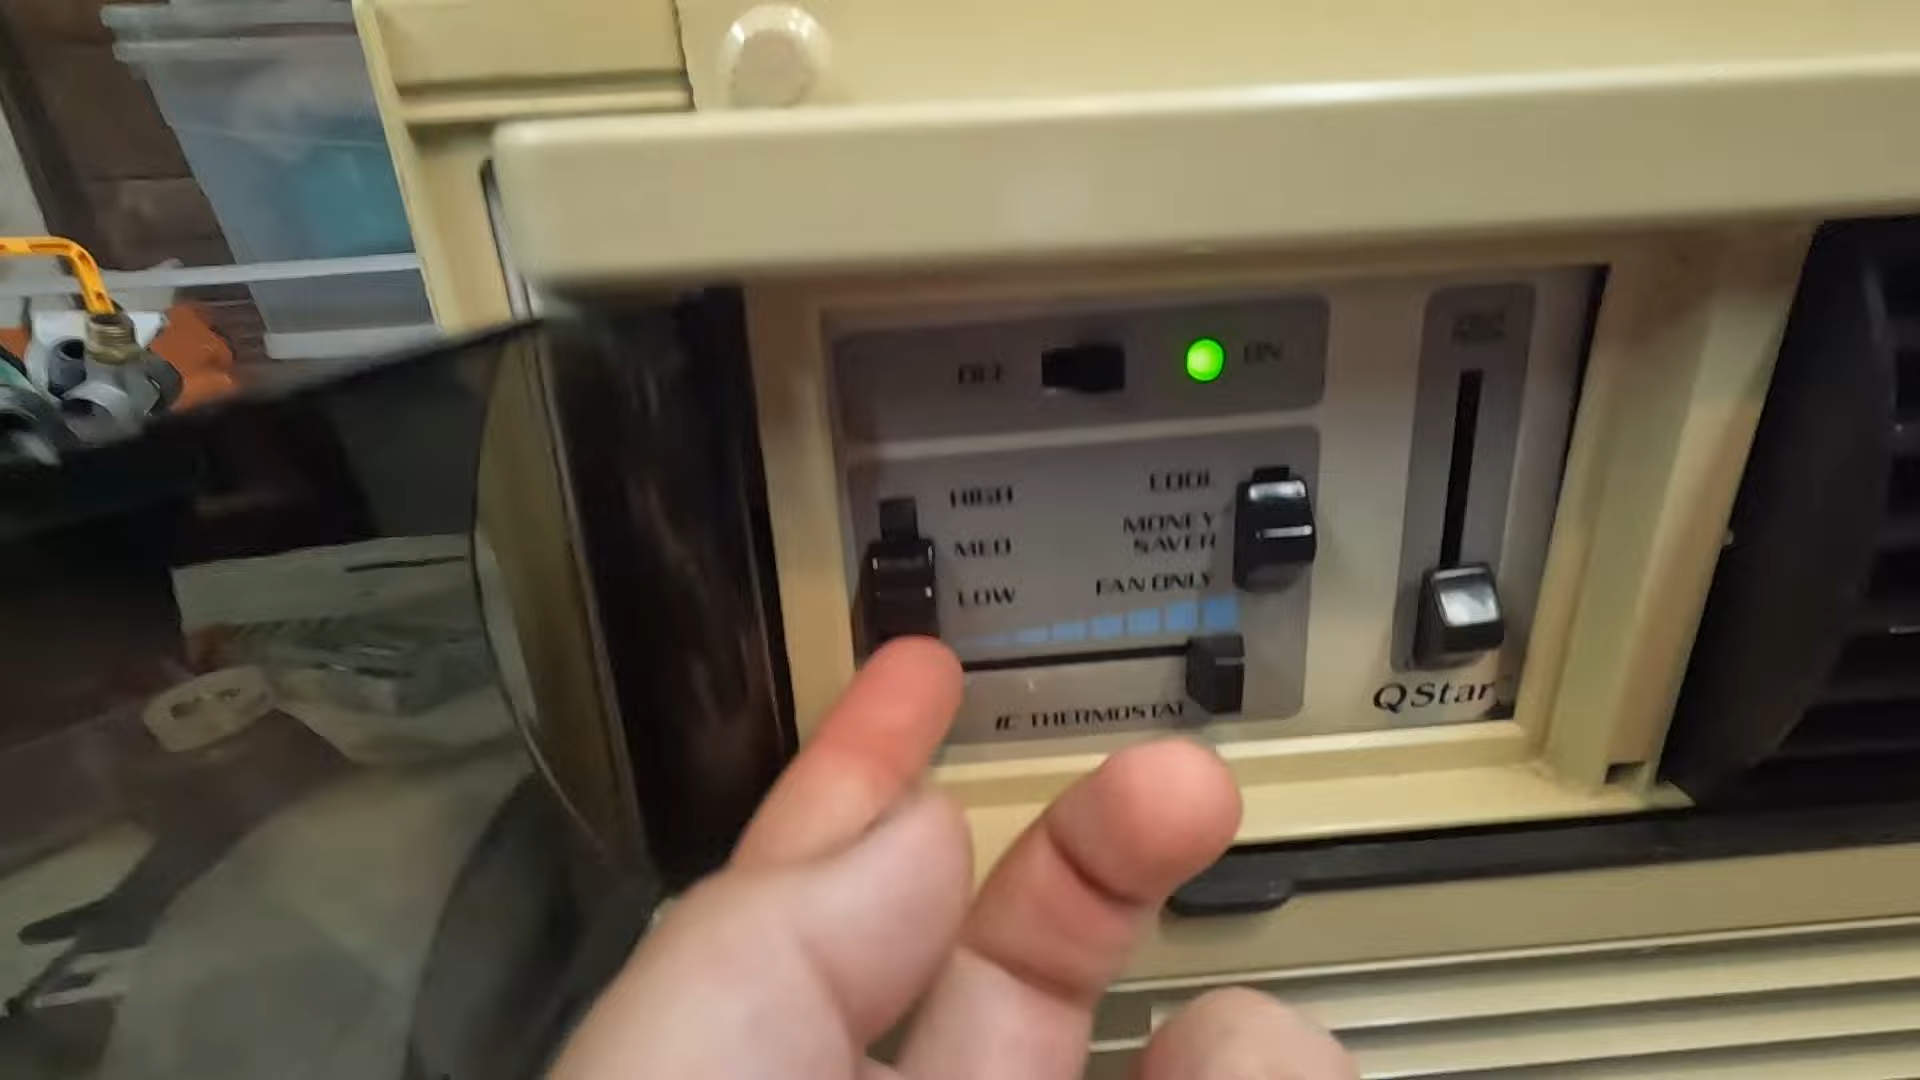 OFF
ON
HIGH
MED
LOW
COOL
MONEY
SAVER
FAN ONLY
IC THERMOSTAT
QStar